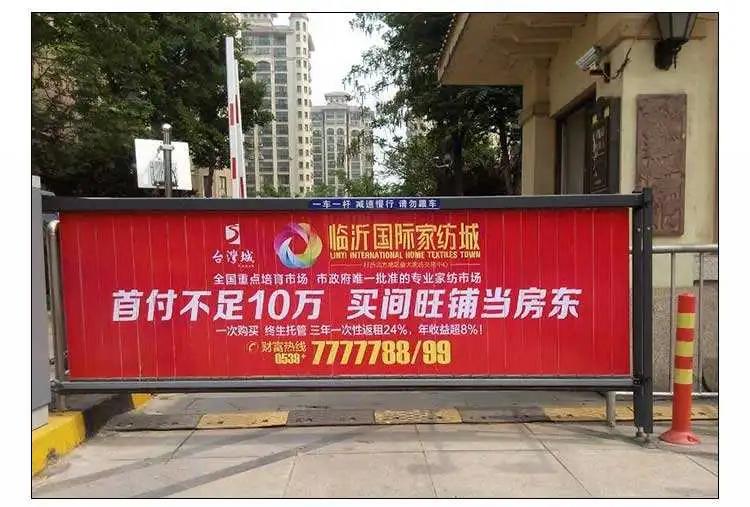 一车一杆 减速慢行 请勿跟车
台湾城
临沂国际家纺城
LINYI INTERNATIONAL HOME TEXTILES TOWN
全国重点培育市场 市政府唯一批准的专业家纺市场
首付不足10万 买间旺铺当房东
一次购买 终生托管 三年一次性返租24%，年收益超8%！
财富热线
0539+ 7777788/99